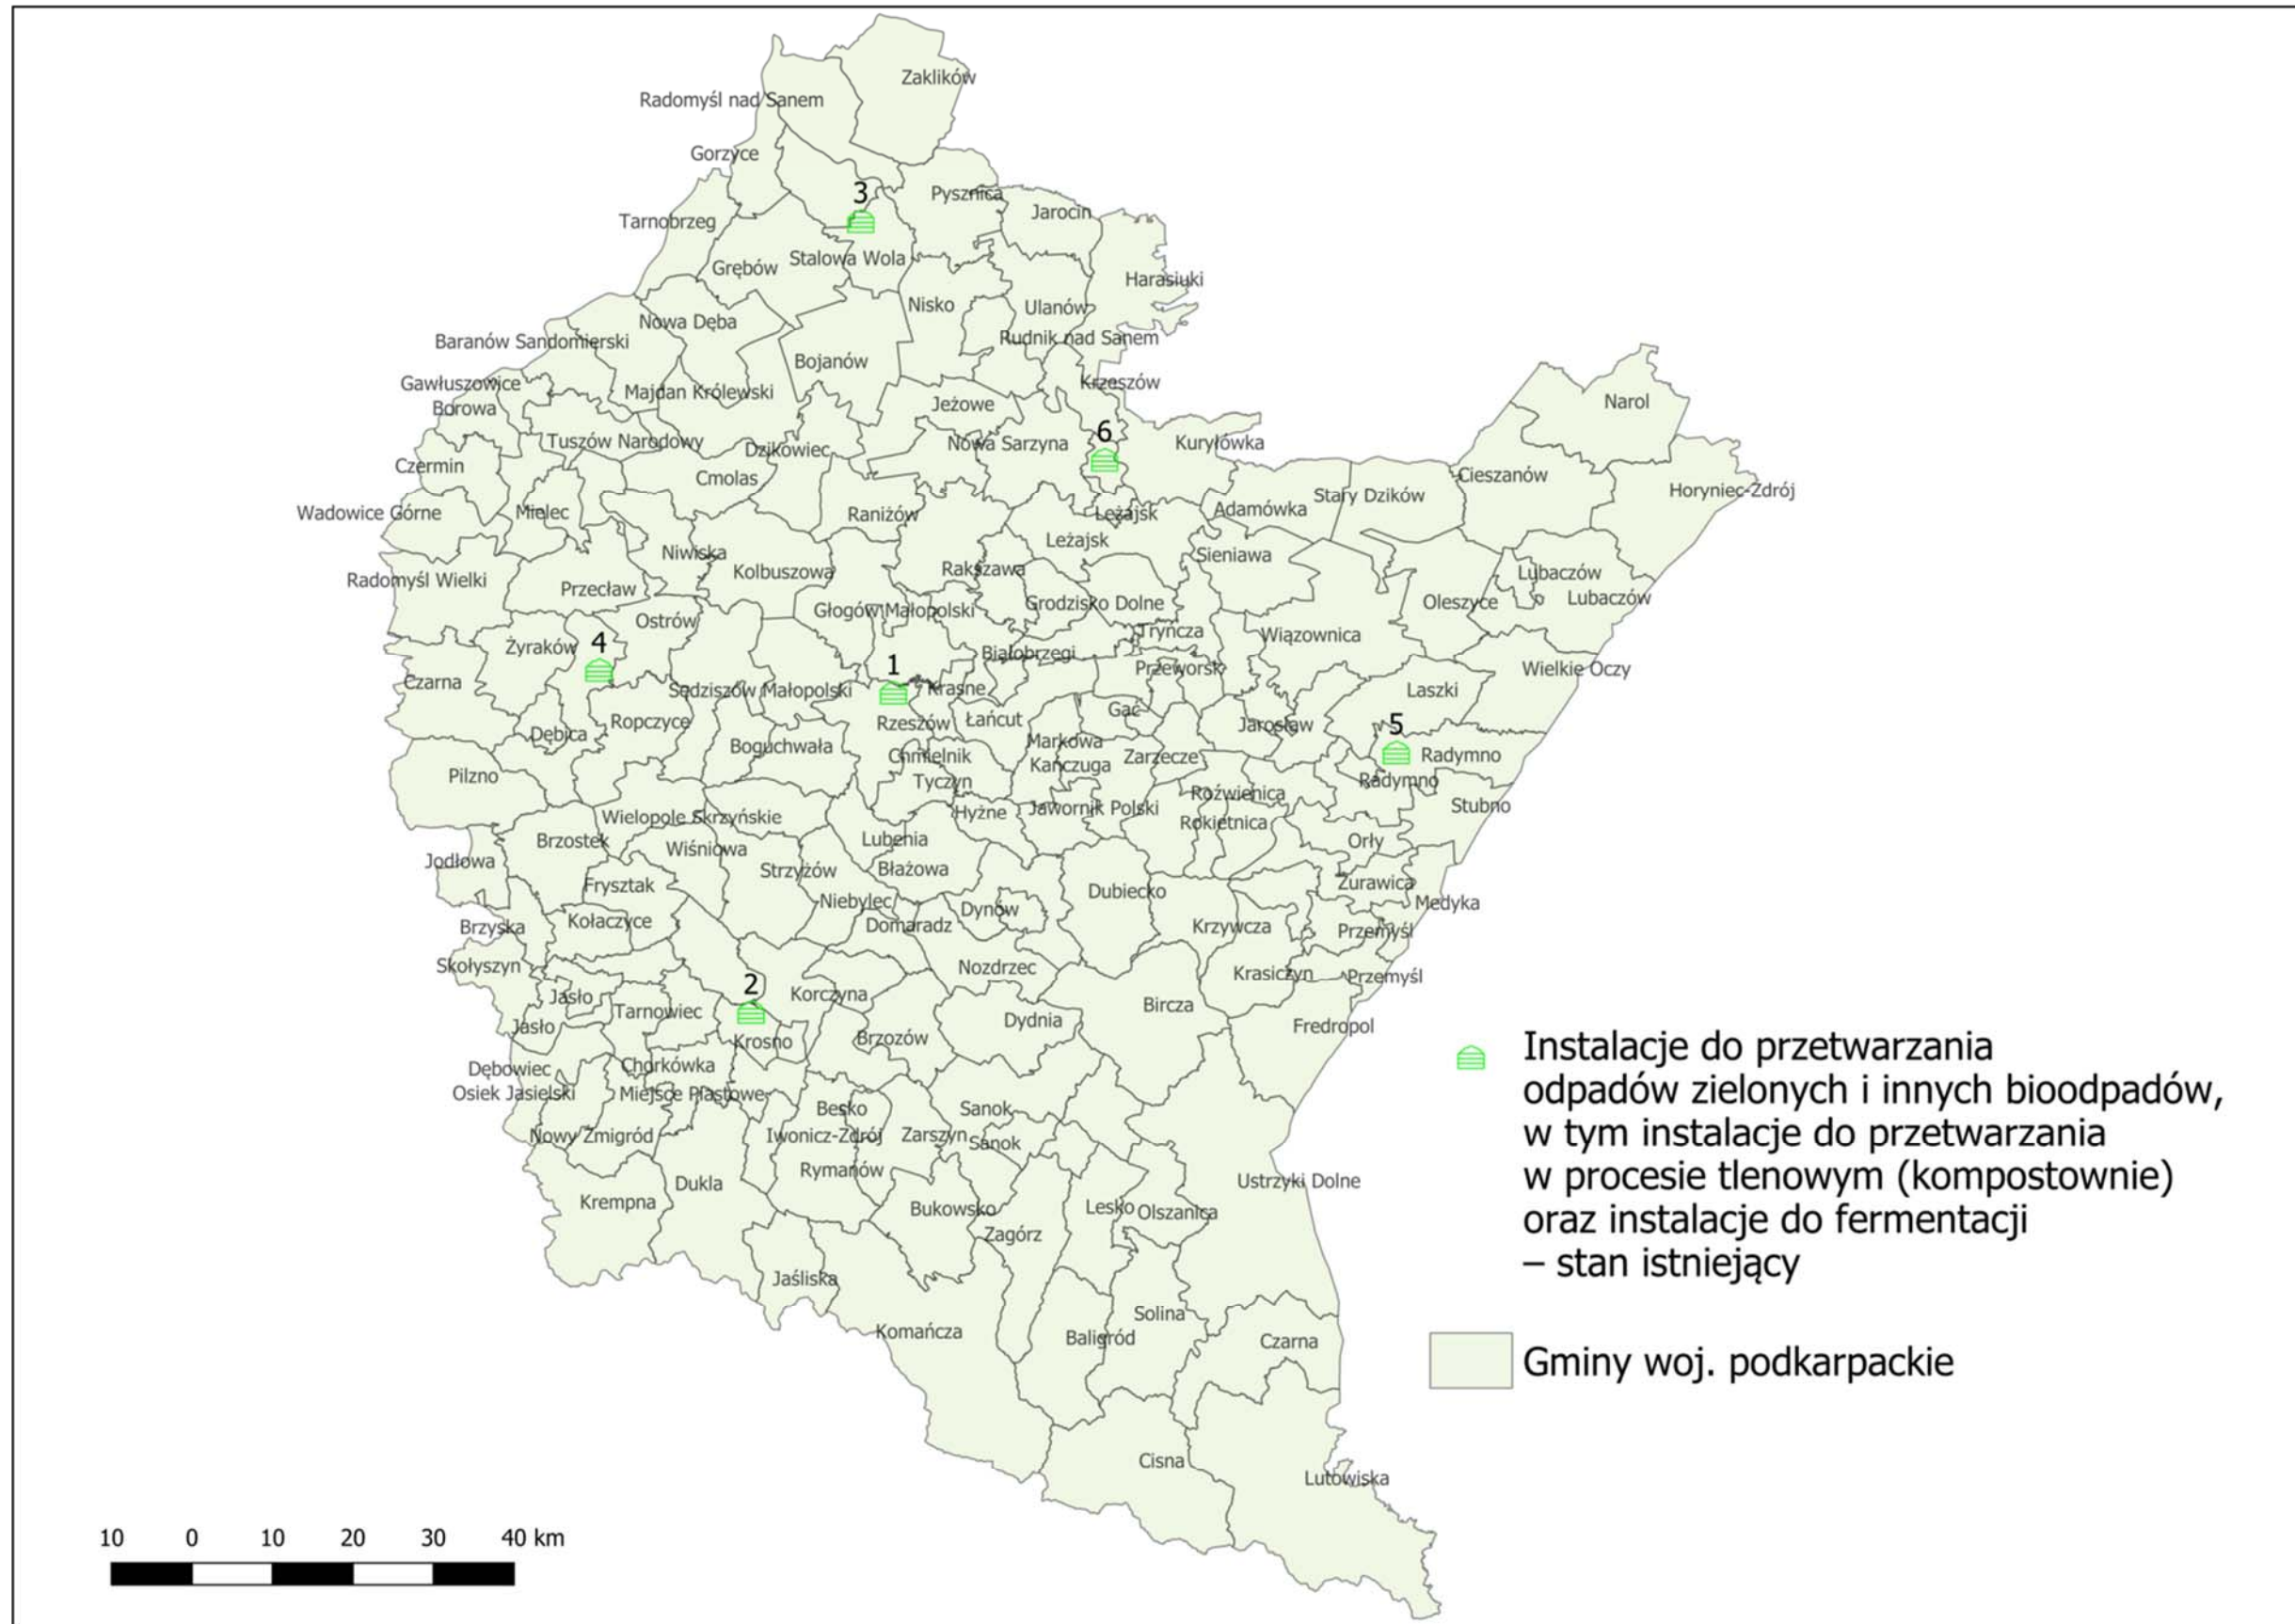 Zaklików
Radomyśl nad Sanem
Gorzyce
3
Pysznica
Jarocin
Tarnobrzeg
Stalowa Wola
Grębów
Harasiuki
Nisko
Ulanów
Nowa Dęba
Rudnik nad Sanem
Baranów Sandomierski
Bojanów
Krzeszów
Gawłuszowice
Majdan Królewski
Narol
Borowa
Jeżowe
6
Tuszów Narodowy
Nowa Sarzyna
Kuryłówka
Dzikowiec
Czermin
Cmolas
Cieszanów
Horyniec-Zdrój
Stary Dzików
Wadowice Górne
Mielec
Raniżów
Leżajsk
Adamówka
Leżajsk
Niwiska
Sieniawa
Kolbuszowa
Rakszawa
Lubaczów
Radomyśl Wielki
Przecław
Lubaczów
Głogów Małopolski
Grodzisko Dolne
Oleszyce
Ostrów
Tryńcza
Wiązownica
Żyraków
4
Białobrzegi
1
Przeworsk
Wielkie Oczy
Czarna
Sędziszów Małopolski
Krasne
Laszki
Gać
Ropczyce
Rzeszów
Łańcut
Jarosław
5
Dębica
Boguchwała
Markowa
Chmielnik
Zarzecze
Radymno
Kańczuga
Pilzno
Tyczyn
Radymno
Roźwienica
Stubno
Wielopole Skrzyńskie
Hyżne
Jawornik Polski
Rokietnica
Brzostek
Lubenia
Orły
Wiśniowa
Jodłowa
Strzyżów
Błażowa
Frysztak
Dubiecko
Żurawica
Niebylec
Medyka
Dynów
Kołaczyce
Brzyska
Domaradz
Krzywcza
Przemyśl
Skołyszyn
Nozdrzec
Krasiczyn
Przemyśl
2
Jasło
Korczyna
Bircza
Tarnowiec
Dydnia
Jasło
Fredropol
Krosno
Brzozów
Dębowiec
Chorkówka
Osiek Jasielski
Miejsce Piastowe
Besko
Sanok
Nowy Żmigród
Iwonicz-Zdrój
Zarszyn
Sanok
Rymanów
Dukla
Ustrzyki Dolne
Krempna
Bukowsko
Lesko
Olszanica
Zagórz
Jaśliska
Solina
Komańcza
Baligród
Czarna
Cisna
Lutowiska
Instalacje do przetwarzania
odpadów zielonych i innych bioodpadów,
w tym instalacje do przetwarzania
w procesie tlenowym (kompostownie)
oraz instalacje do fermentacji
– stan istniejący
Gminy woj. podkarpackie
10 0 10 20 30 40 km